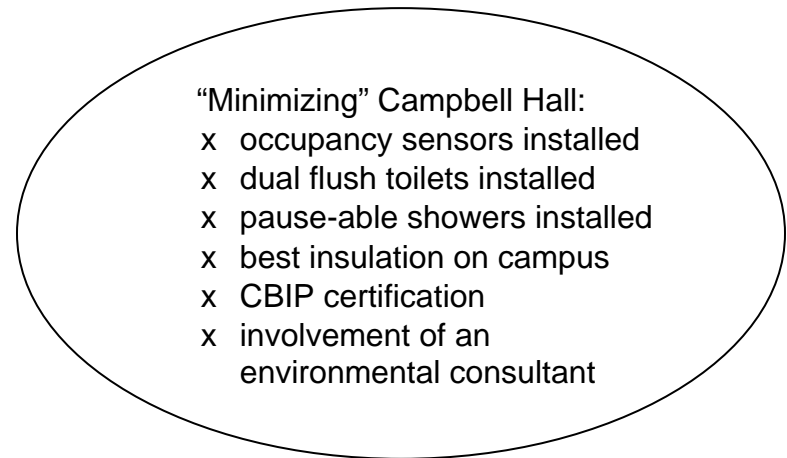 “Minimizing” Campbell Hall:
x occupancy sensors installed
x dual flush toilets installed
x pause-able showers installed
x best insulation on campus
x CBIP certification
x involvement of an
environmental consultant